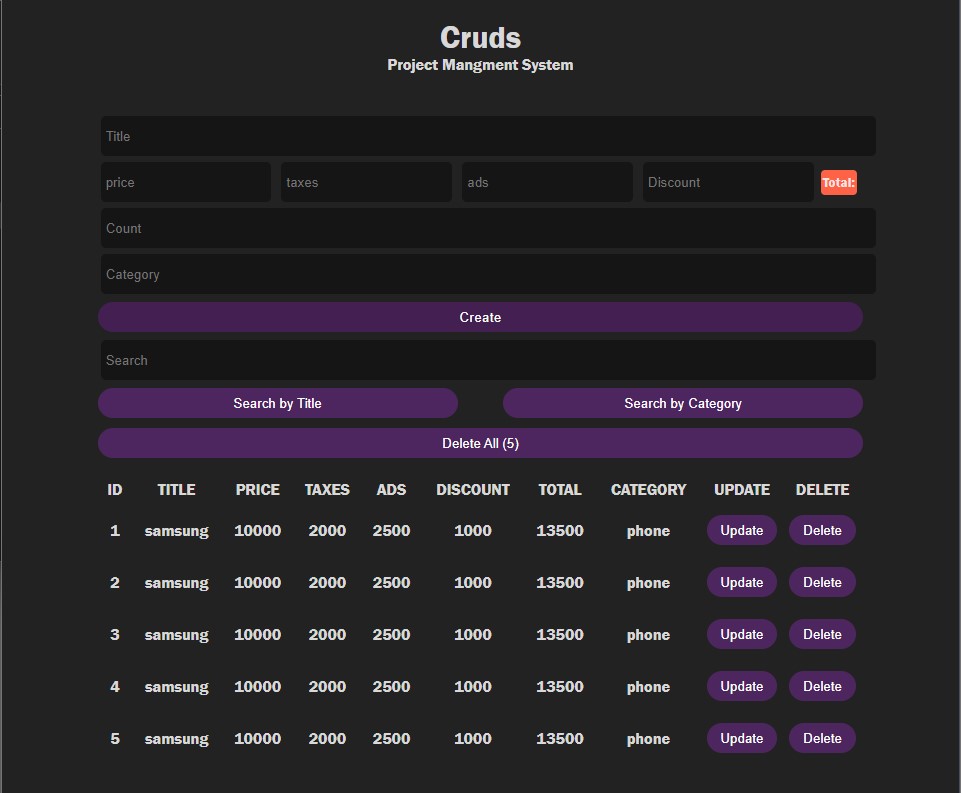 Cruds
Project Mangment System
Title
price taxes ads Discount Total:
Count
Category
Create
Search
Search by Title Search by Category
Delete All (5)
ID TITLE PRICE TAXES ADS DISCOUNT TOTAL CATEGORY UPDATE DELETE
1 samsung 10000 2000 2500 1000 13500 phone Update Delete
2 samsung 10000 2000 2500 1000 13500 phone Update Delete
3 samsung 10000 2000 2500 1000 13500 phone Update Delete
4 samsung 10000 2000 2500 1000 13500 phone Update Delete
5 samsung 10000 2000 2500 1000 13500 phone Update Delete